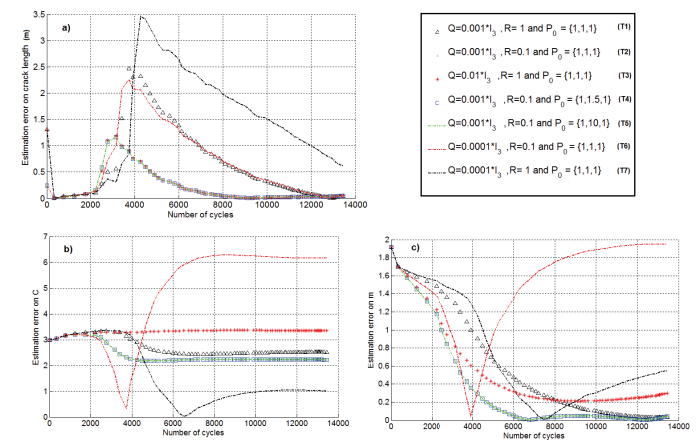 a)
Estimation error on crack length (m)
3.5
3
2.5
2
1.5
1
0.5
0
0 2000 4000 6000 8000 10000 12000 14000
Number of cycles
Q=0.001*I3 , R= 1 and P0 = {1,1,1} (T1)
Q=0.001*I3 , R=0.1 and P0 = {1,1,1} (T2)
Q=0.01*I3 , R= 1 and P0 = {1,1,1} (T3)
Q=0.001*I3 , R=0.1 and P0 = {1,1.5,1} (T4)
Q=0.001*I3 , R=0.1 and P0 = {1,10,1} (T5)
Q=0.0001*I3 , R=0.1 and P0 = {1,1,1} (T6)
Q=0.0001*I3 , R= 1 and P0 = {1,1,1} (T7)
b)
Estimation error on C
7
6
5
4
3
2
1
0
0 2000 4000 6000 8000 10000 12000 14000
Number of cycles
c)
Estimation error on m
2
1.8
1.6
1.4
1.2
1
0.8
0.6
0.4
0.2
0
0 2000 4000 6000 8000 10000 12000 14000
Number of cycles